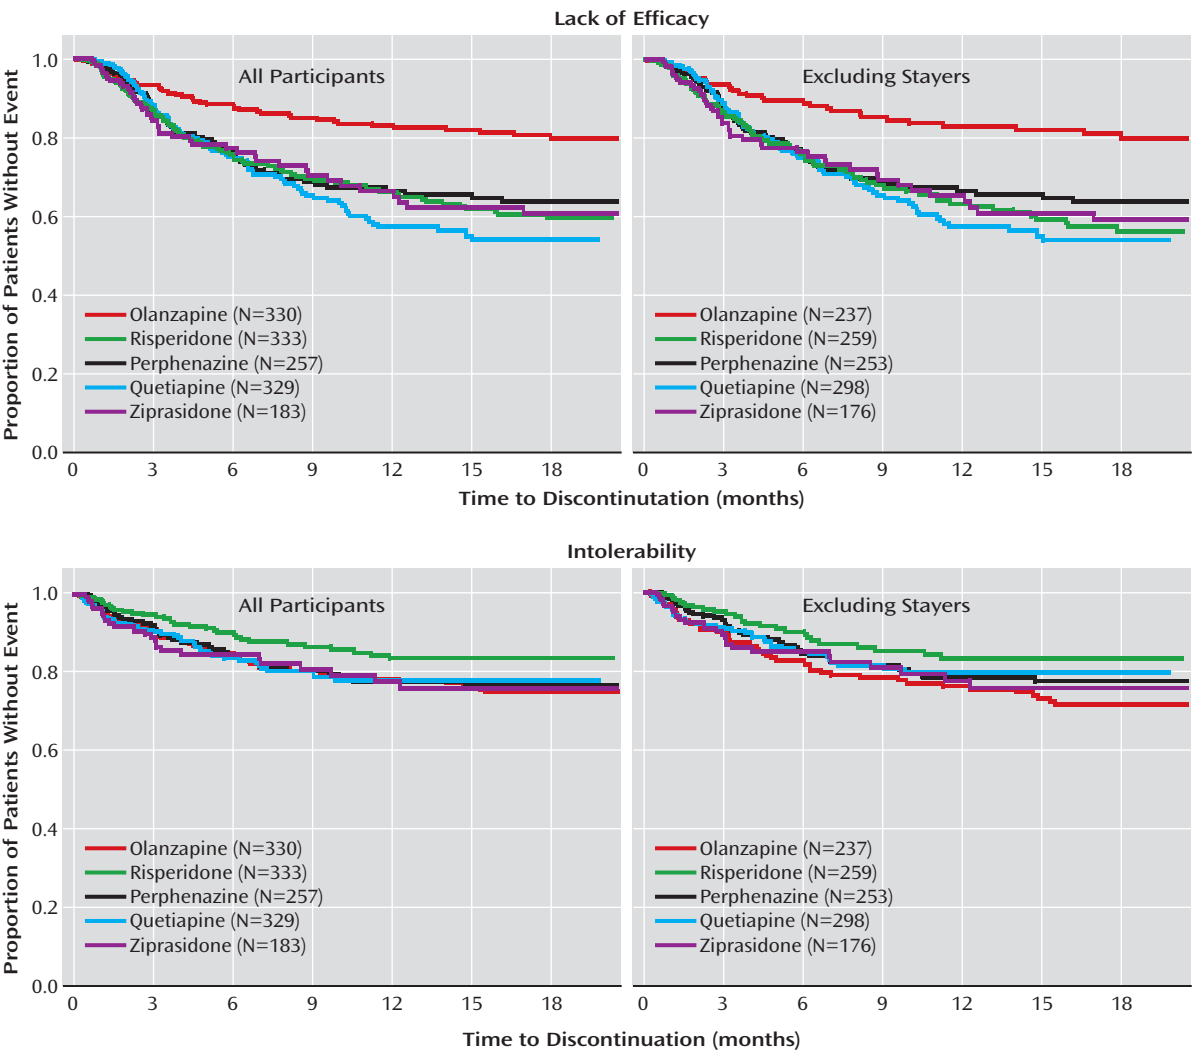 Lack of Efficacy
Proportion of Patients Without Event
1.0
0.8
0.6
0.4
0.2
0.0
All Participants
Olanzapine (N=330)
Risperidone (N=333)
Perphenazine (N=257)
Quetiapine (N=329)
Ziprasidone (N=183)
0 3 6 9 12 15 18
Excluding Stayers
Olanzapine (N=237)
Risperidone (N=259)
Perphenazine (N=253)
Quetiapine (N=298)
Ziprasidone (N=176)
0 3 6 9 12 15 18
Time to Discontinutation (months)
Intolerability
Proportion of Patients Without Event
1.0
0.8
0.6
0.4
0.2
0.0
All Participants
Olanzapine (N=330)
Risperidone (N=333)
Perphenazine (N=257)
Quetiapine (N=329)
Ziprasidone (N=183)
0 3 6 9 12 15 18
Excluding Stayers
Olanzapine (N=237)
Risperidone (N=259)
Perphenazine (N=253)
Quetiapine (N=298)
Ziprasidone (N=176)
0 3 6 9 12 15 18
Time to Discontinuation (months)